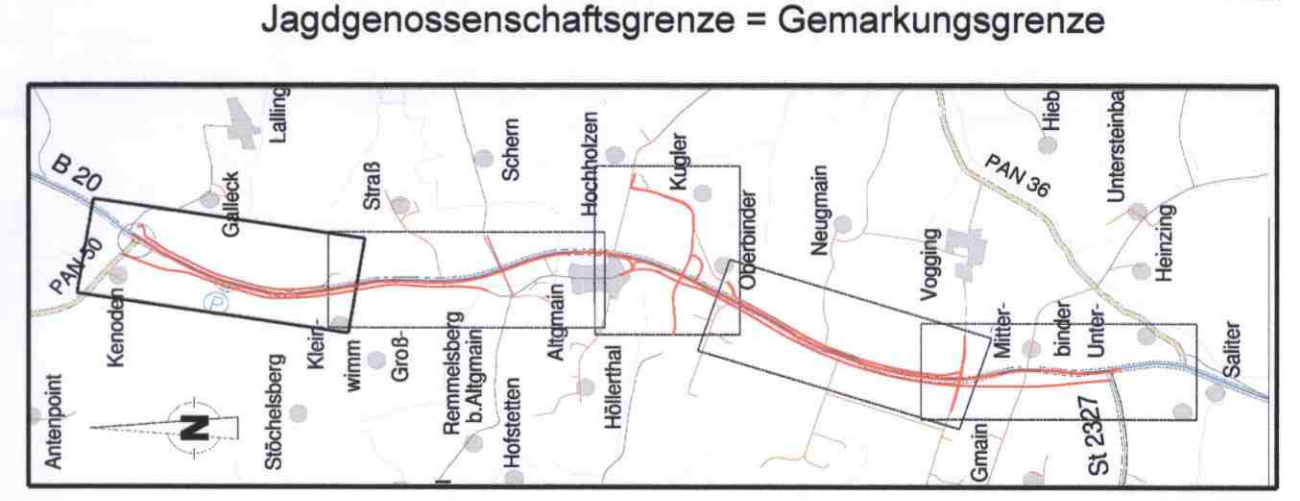 Jagdgenossenschaftsgrenze = Gemarkungsgrenze
B 20
PAN 50
Kenoden
Antenpoint
Galleck
Lalling
Stöchelsberg
Klein-
wimm
Groß-
Straß
Schern
Remmelsberg
b.Altgmain
Hofstetten
Altgmain
Hochholzen
Höllerthal
Kugler
Oberbinder
Neugmain
Vogging
Gmain
Mitter-
binder
Unter-
St 2327
PAN 36
Hieb
Untersteinba
Heinzing
Saliter
N
P